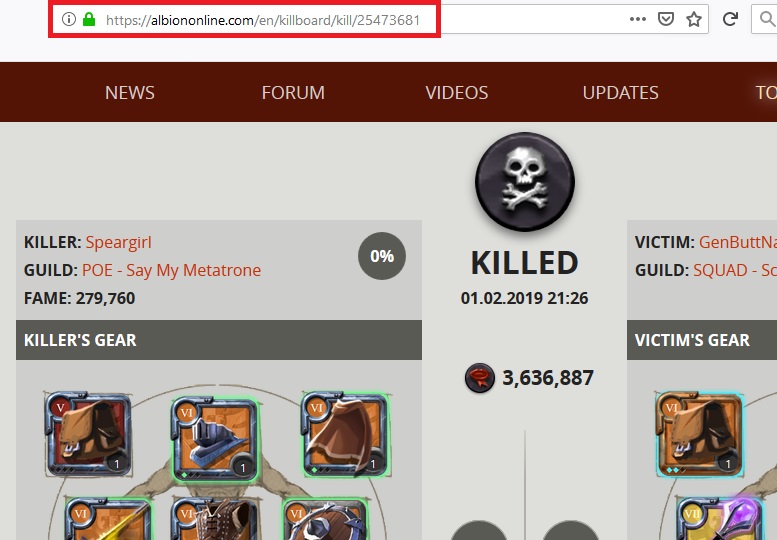 https://albiononline.com/en/killboard/kill/25473681
NEWS FORUM VIDEOS UPDATES TO
KILLER: Speargirl
GUILD: POE - Say My Metatrone
FAME: 279,760
0%
KILLED
01.02.2019 21:26
VICTIM: GenButtNa
GUILD: SQUAD - Sc
KILLER'S GEAR
VICTIM'S GEAR
3,636,887
V 1
VI 1
VI 1
VI 1
VI
VI
VI
VII